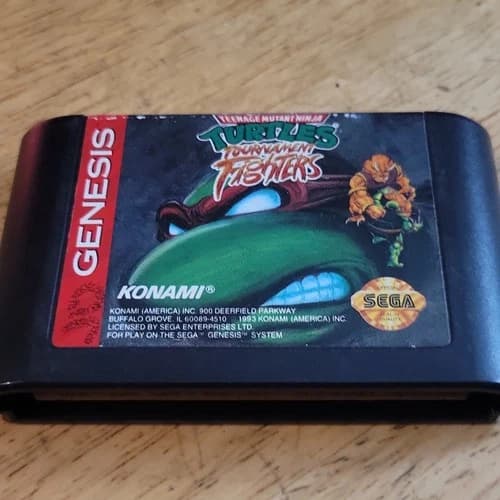 GENESIS
TEENAGE MUTANT NINJA
TURTLES
TOURNAMENT
FIGHTERS
KONAMI®
KONAMI (AMERICA) INC. 900 DEERFIELD PARKWAY
BUFFALO GROVE, IL 60089-4510 1993 KONAMI (AMERICA) INC.
LICENSED BY SEGA ENTERPRISES LTD.
FOR PLAY ON THE SEGA™ GENESIS™ SYSTEM
SEGA